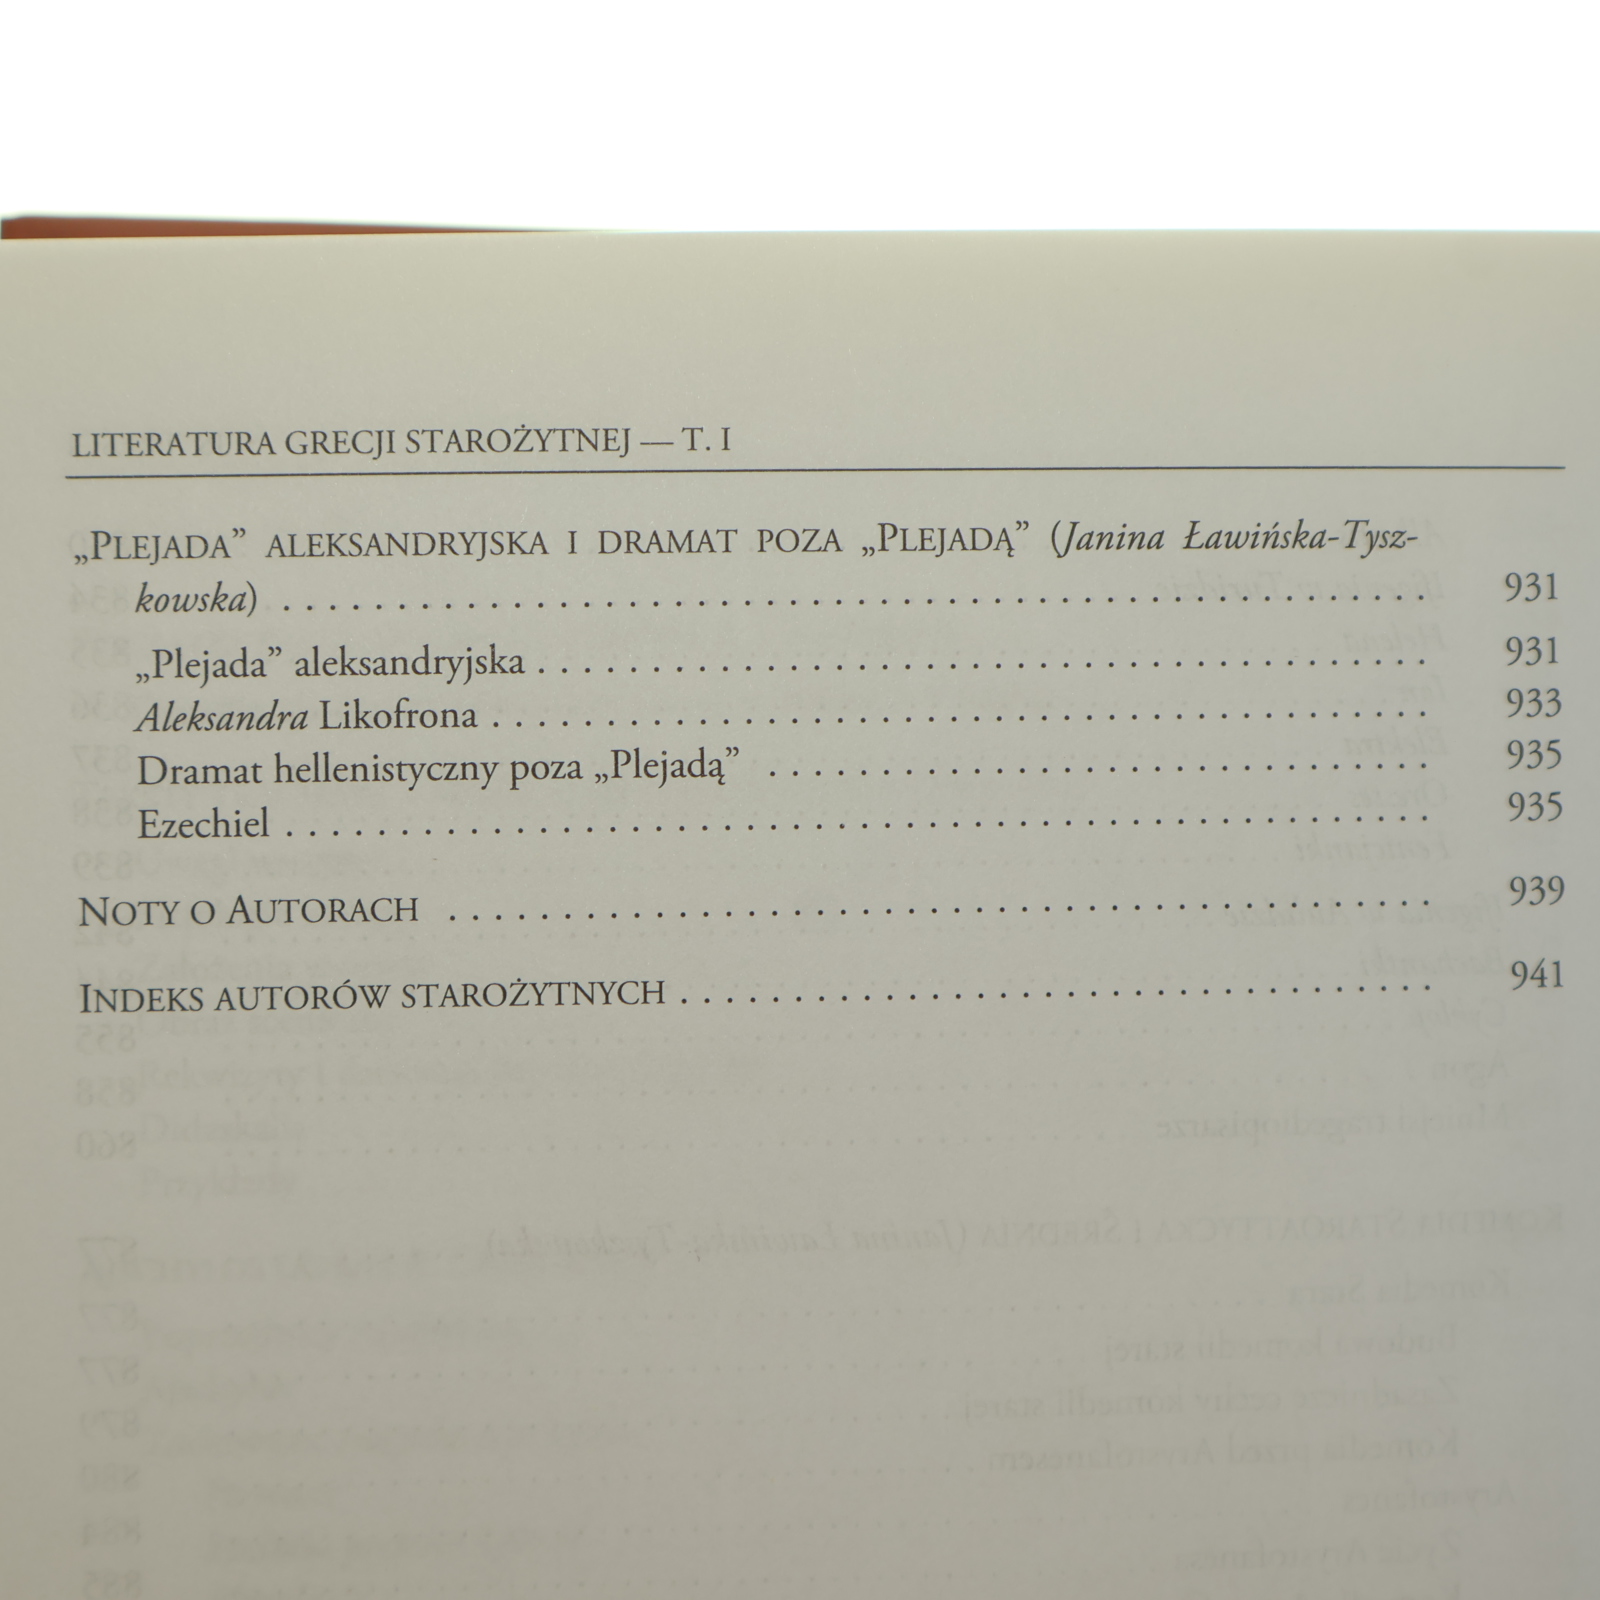 LITERATURA GRECJI STAROŻYTNEJ — T. I
„PLEJADA” ALEKSANDRYJSKA I DRAMAT POZA „PLEJADĄ” (Janina Ławińska-Tysz-
kowska) . . . . . . . . . . . . . . . . . . . . . . . . . . . . . . . . . . . . . . . . 931
„Plejada” aleksandryjska . . . . . . . . . . . . . . . . . . . . . . . . . . . . . . . . 931
Aleksandra Likofrona . . . . . . . . . . . . . . . . . . . . . . . . . . . . . . . . . . 933
Dramat hellenistyczny poza „Plejadą” . . . . . . . . . . . . . . . . . . . . . . . . 935
Ezechiel . . . . . . . . . . . . . . . . . . . . . . . . . . . . . . . . . . . . . . . . . 935
NOTY O AUTORACH . . . . . . . . . . . . . . . . . . . . . . . . . . . . . . . . . . . 939
INDEKS AUTORÓW STAROŻYTNYCH . . . . . . . . . . . . . . . . . . . . . . . . . . . 941